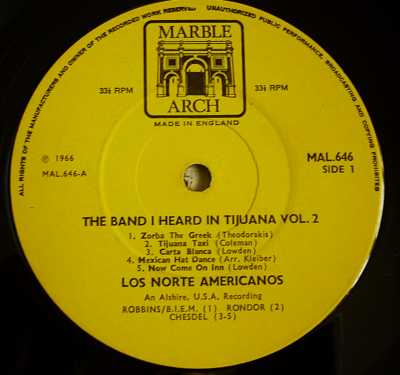 ALL RIGHTS OF THE MANUFACTURERS AND OWNER OF THE RECORDED WORK RESERVED
UNAUTHORIZED PUBLIC PERFORMANCE, BROADCASTING AND COPYING PROHIBITED
MARBLE
ARCH
33⅓ RPM
33⅓ RPM
MADE IN ENGLAND
℗ 1966
MAL.646-A
MAL.646
SIDE 1
THE BAND I HEARD IN TIJUANA VOL. 2
1. Zorba The Greek (Theodorakis)
2. Tijuana Taxi (Coleman)
3. Carta Blanca (Lowden)
4. Mexican Hat Dance (Arr. Kleiber)
5. Now Come On Inn (Lowden)
LOS NORTE AMERICANOS
An Alshire, U.S.A. Recording
ROBBINS/B.I.E.M. (1) RONDOR (2)
CHESDEL (3-5)